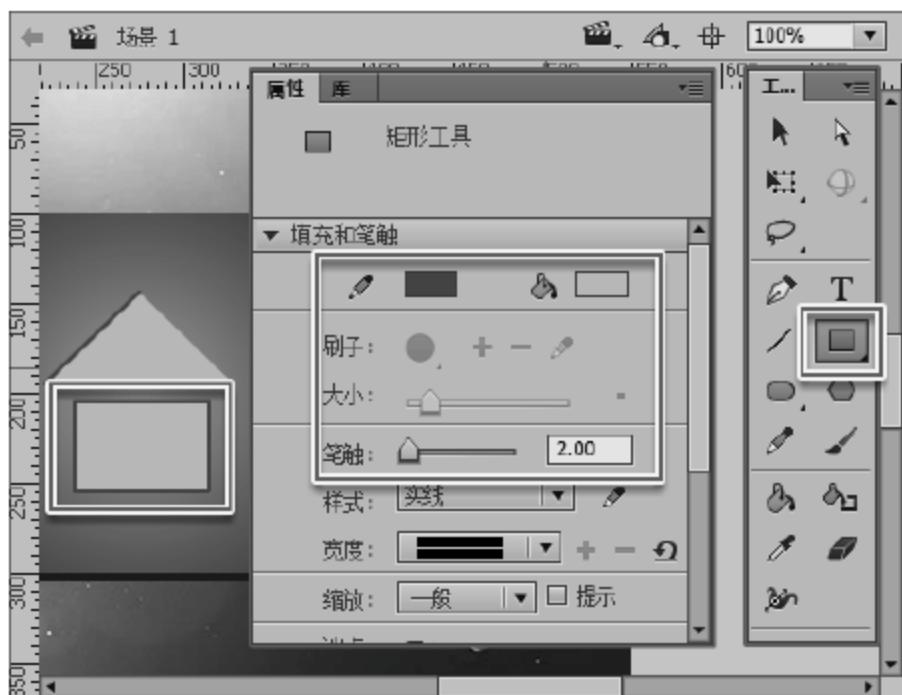 场景 1
100%
250
300
属性
库
工...
矩形工具
填充和笔触
刷子：
大小：
笔触：
2.00
样式：
实线
宽度：
缩放：
一般
提示
T
50
100
150
200
250
300
350